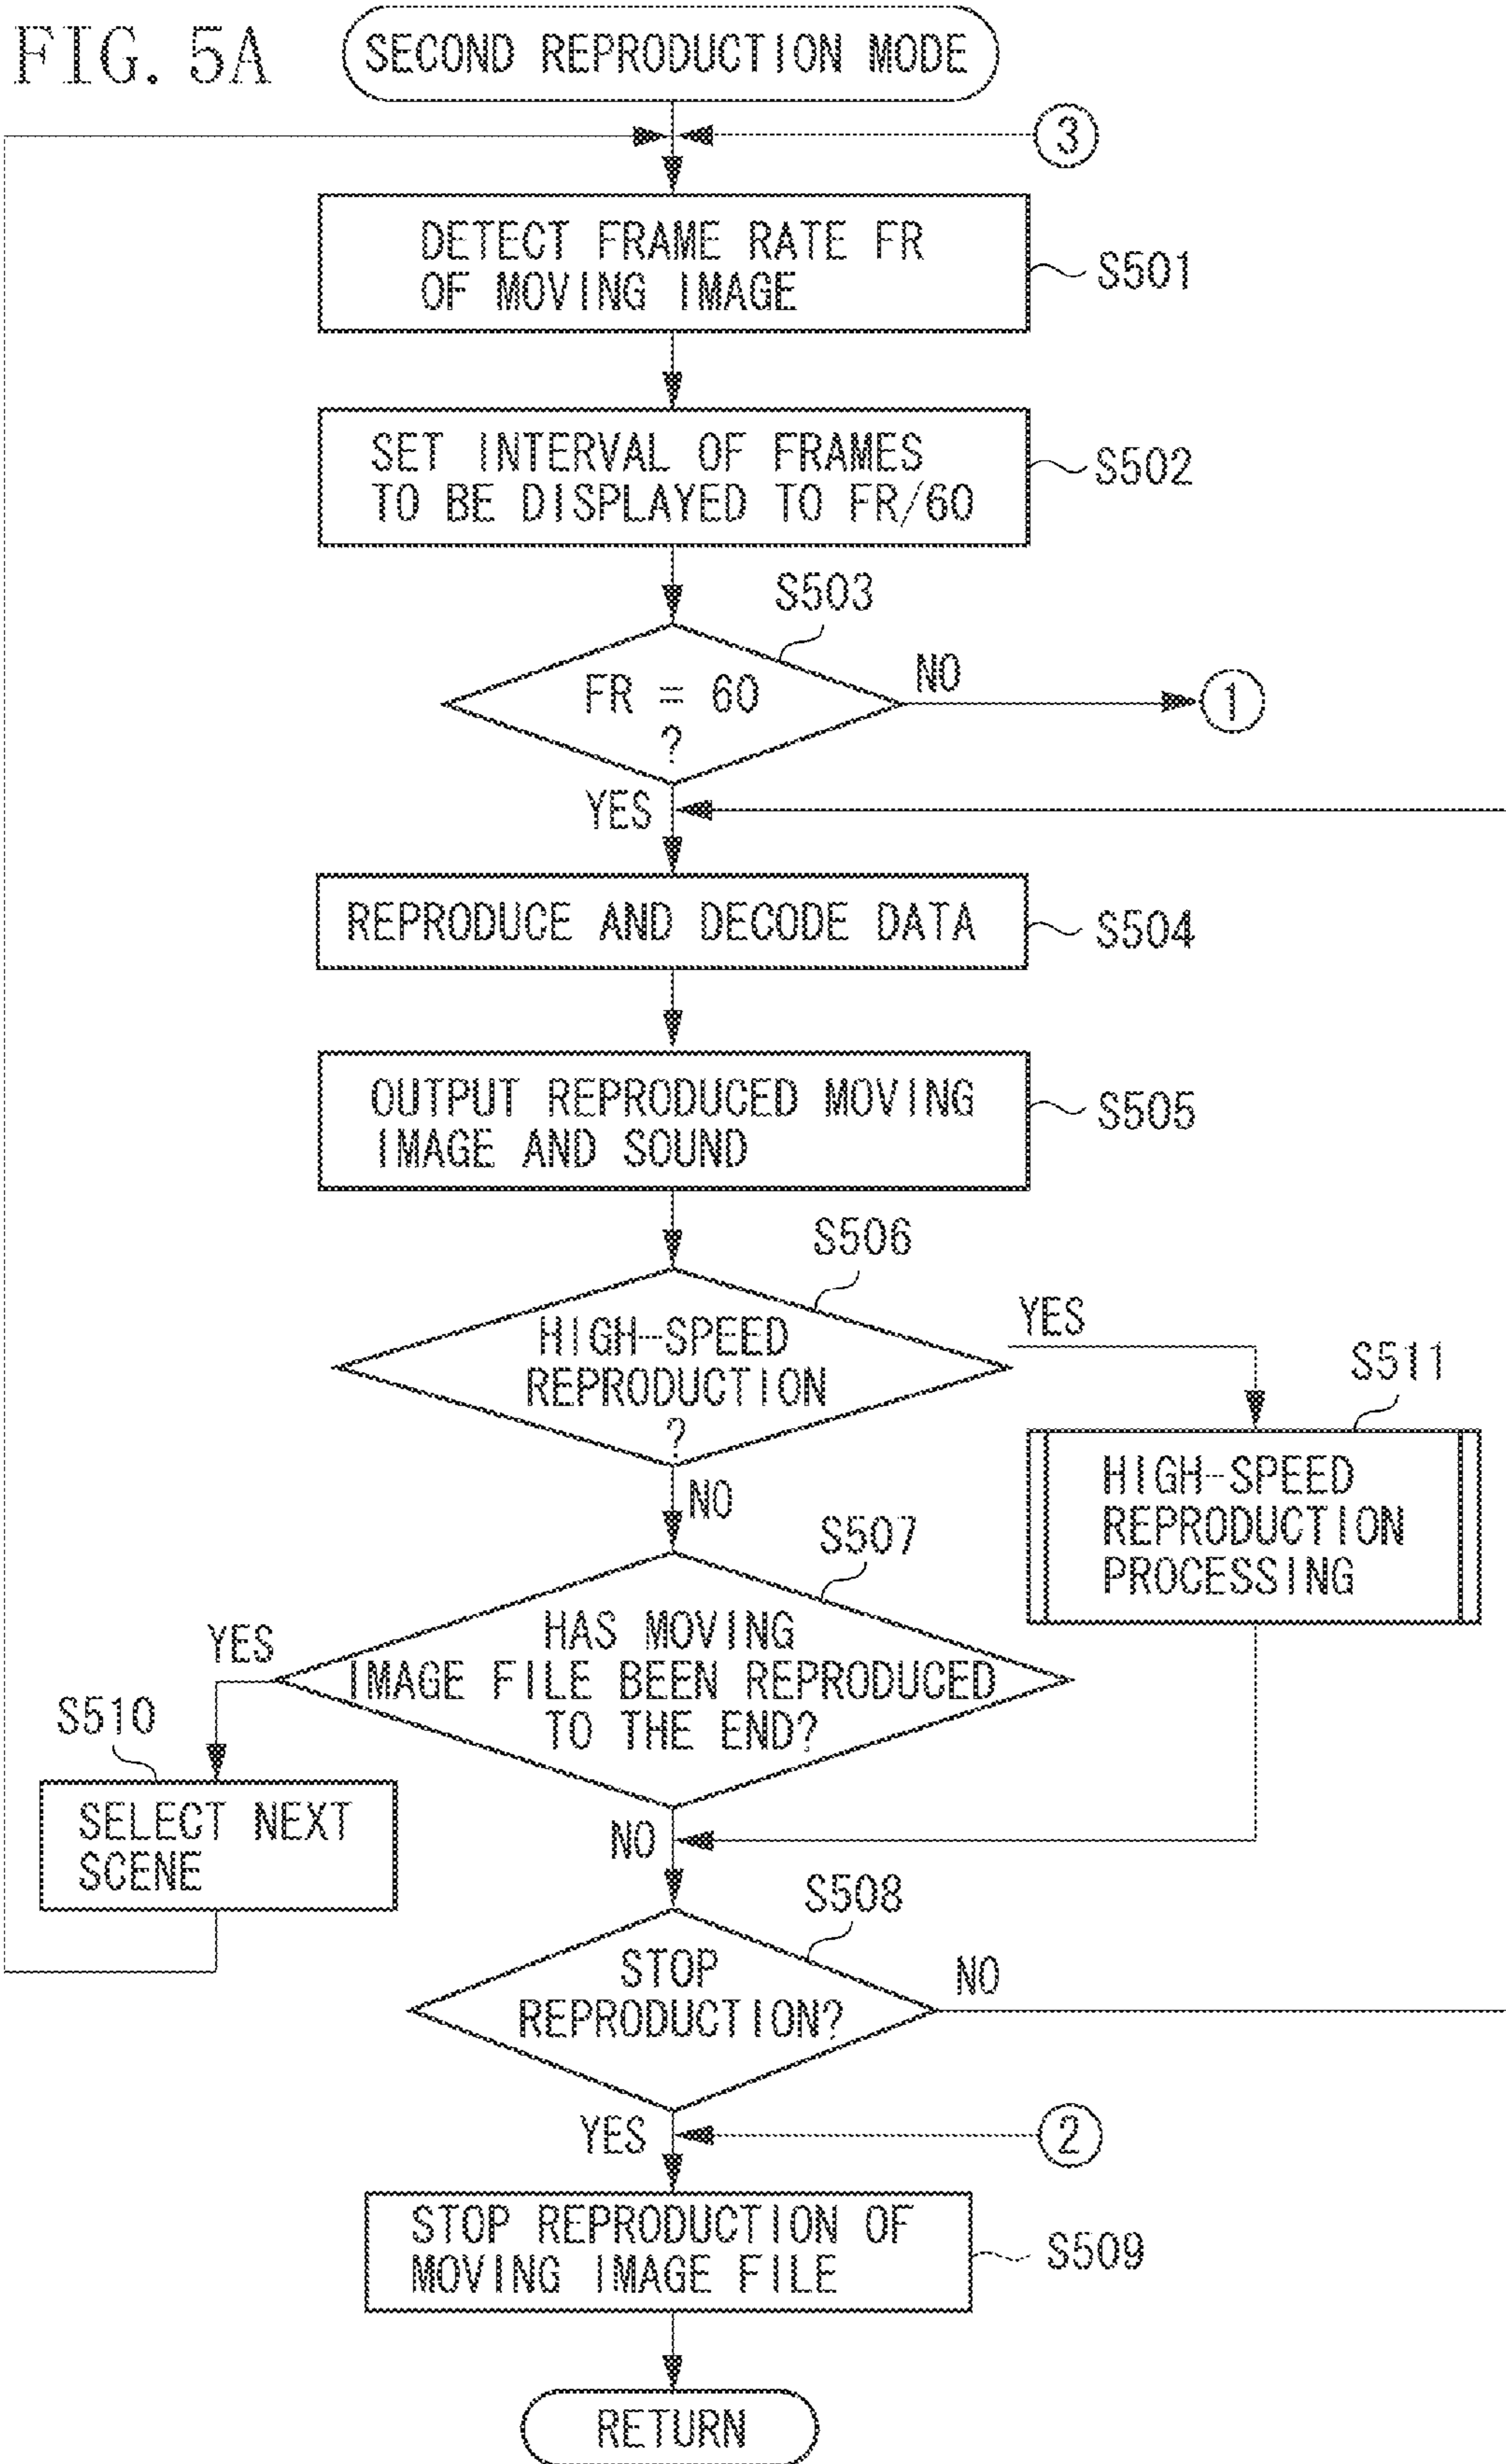 FIG. 5A
SECOND REPRODUCTION MODE
3
DETECT FRAME RATE FR
OF MOVING IMAGE
S501
SET INTERVAL OF FRAMES
TO BE DISPLAYED TO FR/60
S502
S503
FR = 60
?
NO
1
YES
REPRODUCE AND DECODE DATA
S504
OUTPUT REPRODUCED MOVING
IMAGE AND SOUND
S505
S506
HIGH-SPEED
REPRODUCTION
?
YES
S511
HIGH-SPEED
REPRODUCTION
PROCESSING
NO
S507
HAS MOVING
IMAGE FILE BEEN REPRODUCED
TO THE END?
YES
S510
SELECT NEXT
SCENE
NO
S508
STOP
REPRODUCTION?
NO
YES
2
STOP REPRODUCTION OF
MOVING IMAGE FILE
S509
RETURN